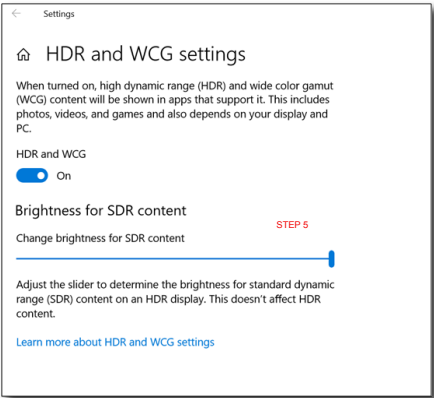 Settings
HDR and WCG settings
When turned on, high dynamic range (HDR) and wide color gamut
(WCG) content will be shown in apps that support it. This includes
photos, videos, and games and also depends on your display and
PC.
HDR and WCG
On
Brightness for SDR content
STEP 5
Change brightness for SDR content
Adjust the slider to determine the brightness for standard dynamic
range (SDR) content on an HDR display. This doesn't affect HDR
content.
Learn more about HDR and WCG settings